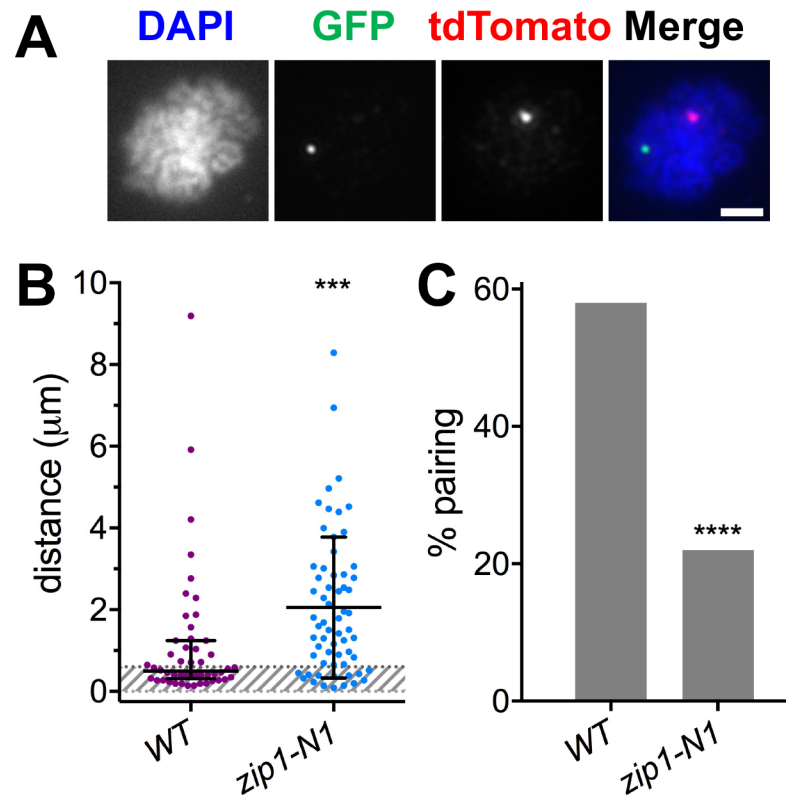 A
DAPI GFP tdTomato Merge
B
***
distance (μm)
10
8
6
4
2
0
WT zip1-N1
C
% pairing
60
40
20
0
****
WT zip1-N1